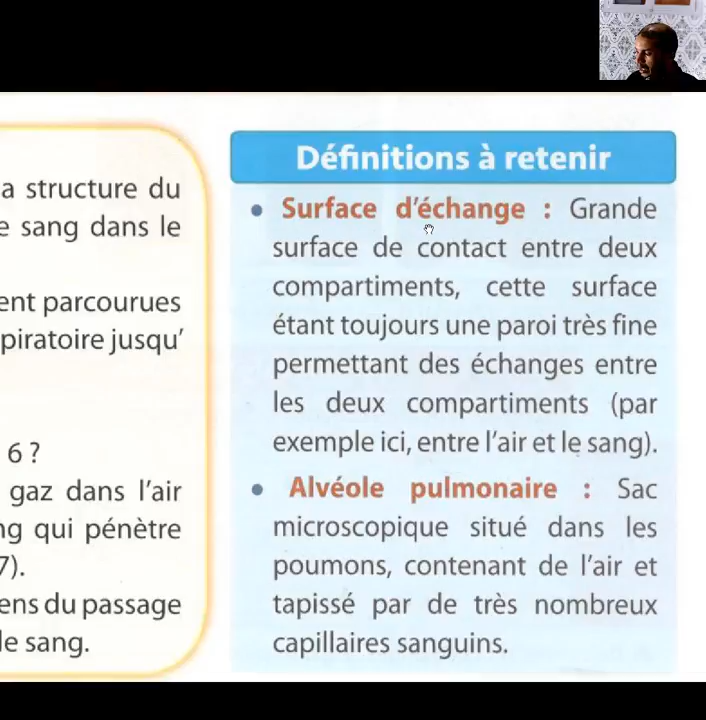 a structure du
e sang dans le
ent parcourues
piratoire jusqu'
6 ?
gaz dans l'air
ng qui pénètre
7).
ens du passage
le sang.
Définitions à retenir
• Surface d'échange : Grande
surface de contact entre deux
compartiments, cette surface
étant toujours une paroi très fine
permettant des échanges entre
les deux compartiments (par
exemple ici, entre l'air et le sang).
• Alvéole pulmonaire : Sac
microscopique situé dans les
poumons, contenant de l'air et
tapissé par de très nombreux
capillaires sanguins.